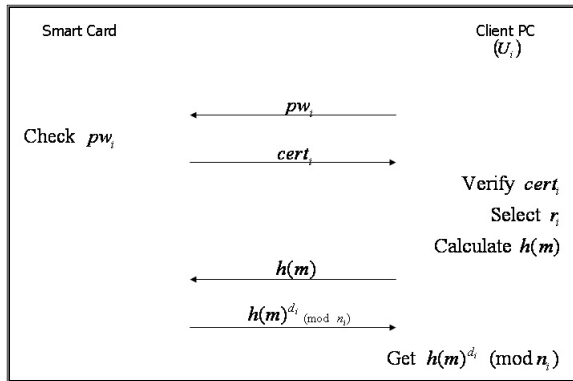 Smart Card
Client PC
(U_i)
pw_i
Check pw_i
cert_i
Verify cert_i
Select r_i
Calculate h(m)
h(m)
h(m)^{d_i} (mod n_i)
Get h(m)^{d_i} (mod n_i)